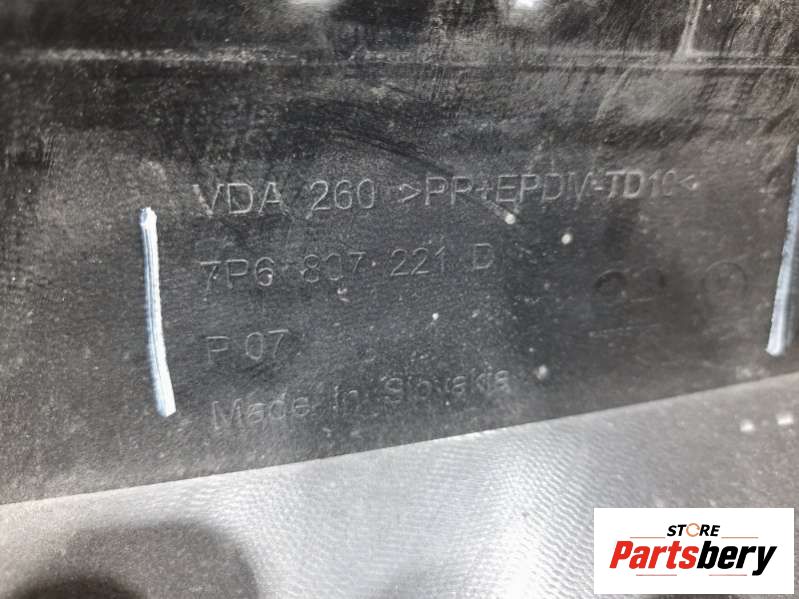 VDA 260 >PP+EPDM-TD10<
7P6 807 221 D
P 07
Made In Slovakia
STORE
Partsbery